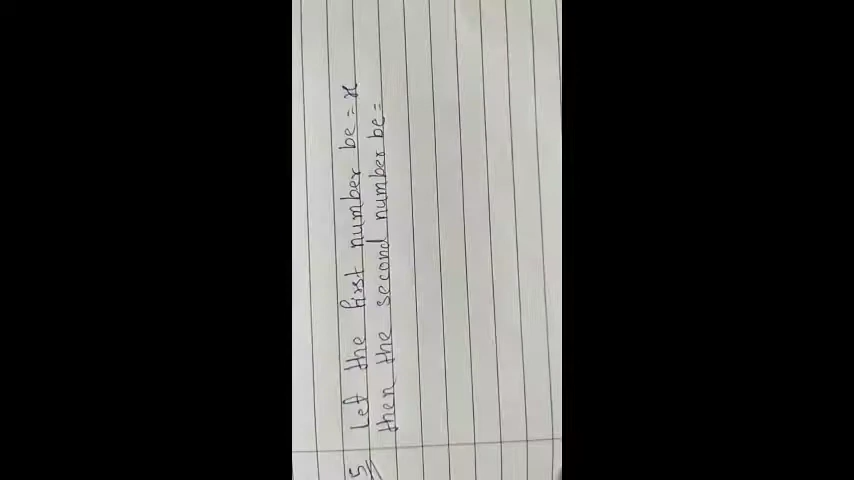 5 Let the first number be = x
then the second number be =